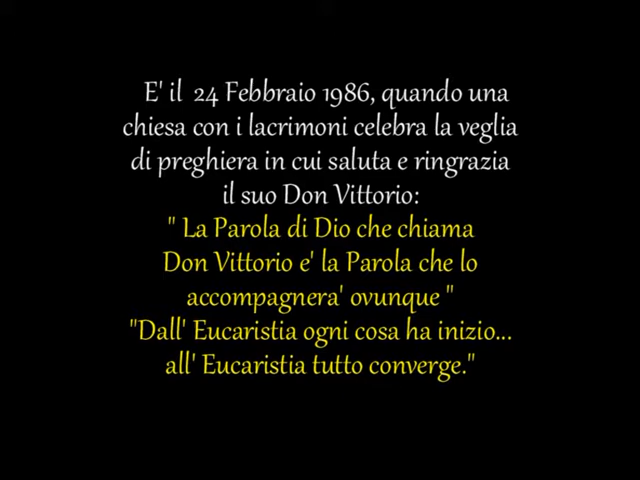 E' il 24 Febbraio 1986, quando una
chiesa con i lacrimoni celebra la veglia
di preghiera in cui saluta e ringrazia
il suo Don Vittorio:
" La Parola di Dio che chiama
Don Vittorio e' la Parola che lo
accompagnera' ovunque "
"Dall' Eucaristia ogni cosa ha inizio...
all' Eucaristia tutto converge."